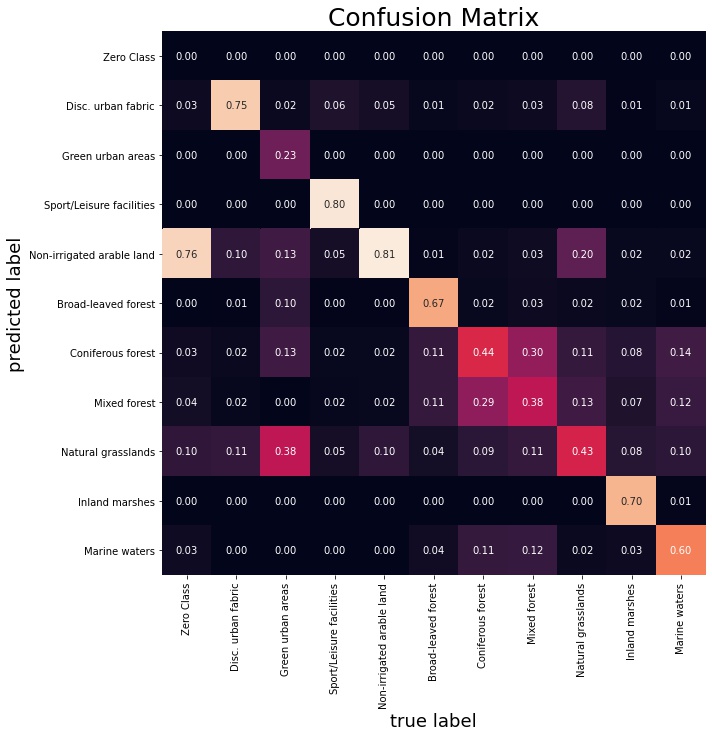 Confusion Matrix
predicted label
Zero Class 0.00 0.00 0.00 0.00 0.00 0.00 0.00 0.00 0.00 0.00 0.00
Disc. urban fabric 0.03 0.75 0.02 0.06 0.05 0.01 0.02 0.03 0.08 0.01 0.01
Green urban areas 0.00 0.00 0.23 0.00 0.00 0.00 0.00 0.00 0.00 0.00 0.00
Sport/Leisure facilities 0.00 0.00 0.00 0.80 0.00 0.00 0.00 0.00 0.00 0.00 0.00
Non-irrigated arable land 0.76 0.10 0.13 0.05 0.81 0.01 0.02 0.03 0.20 0.02 0.02
Broad-leaved forest 0.00 0.01 0.10 0.00 0.00 0.67 0.02 0.03 0.02 0.02 0.01
Coniferous forest 0.03 0.02 0.13 0.02 0.02 0.11 0.44 0.30 0.11 0.08 0.14
Mixed forest 0.04 0.02 0.00 0.02 0.02 0.11 0.29 0.38 0.13 0.07 0.12
Natural grasslands 0.10 0.11 0.38 0.05 0.10 0.04 0.09 0.11 0.43 0.08 0.10
Inland marshes 0.00 0.00 0.00 0.00 0.00 0.00 0.00 0.00 0.00 0.70 0.01
Marine waters 0.03 0.00 0.00 0.00 0.00 0.04 0.11 0.12 0.02 0.03 0.60
Zero Class
Disc. urban fabric
Green urban areas
Sport/Leisure facilities
Non-irrigated arable land
Broad-leaved forest
Coniferous forest
Mixed forest
Natural grasslands
Inland marshes
Marine waters
true label